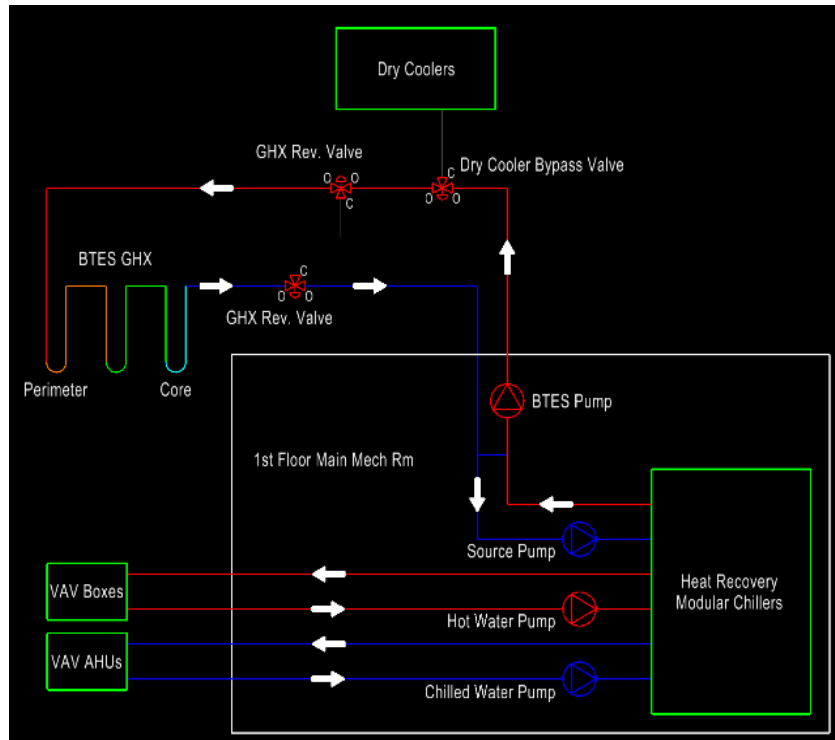 Dry Coolers
GHX Rev. Valve
Dry Cooler Bypass Valve
C
O O
C
O O
BTES GHX
C
O O
GHX Rev. Valve
Perimeter
Core
BTES Pump
1st Floor Main Mech Rm
Source Pump
Heat Recovery
Modular Chillers
VAV Boxes
Hot Water Pump
VAV AHUs
Chilled Water Pump